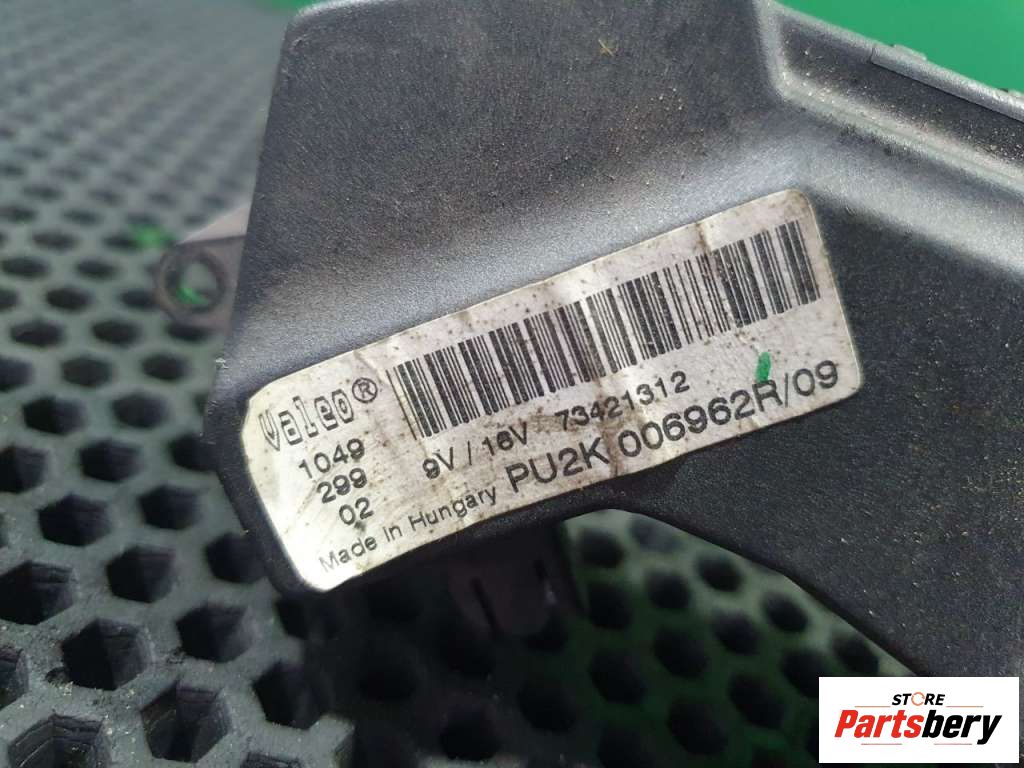 Valeo®
1049
299
02
9V / 16V 73421312
PU2K 006962R/09
Made In Hungary
STORE
Partsbery